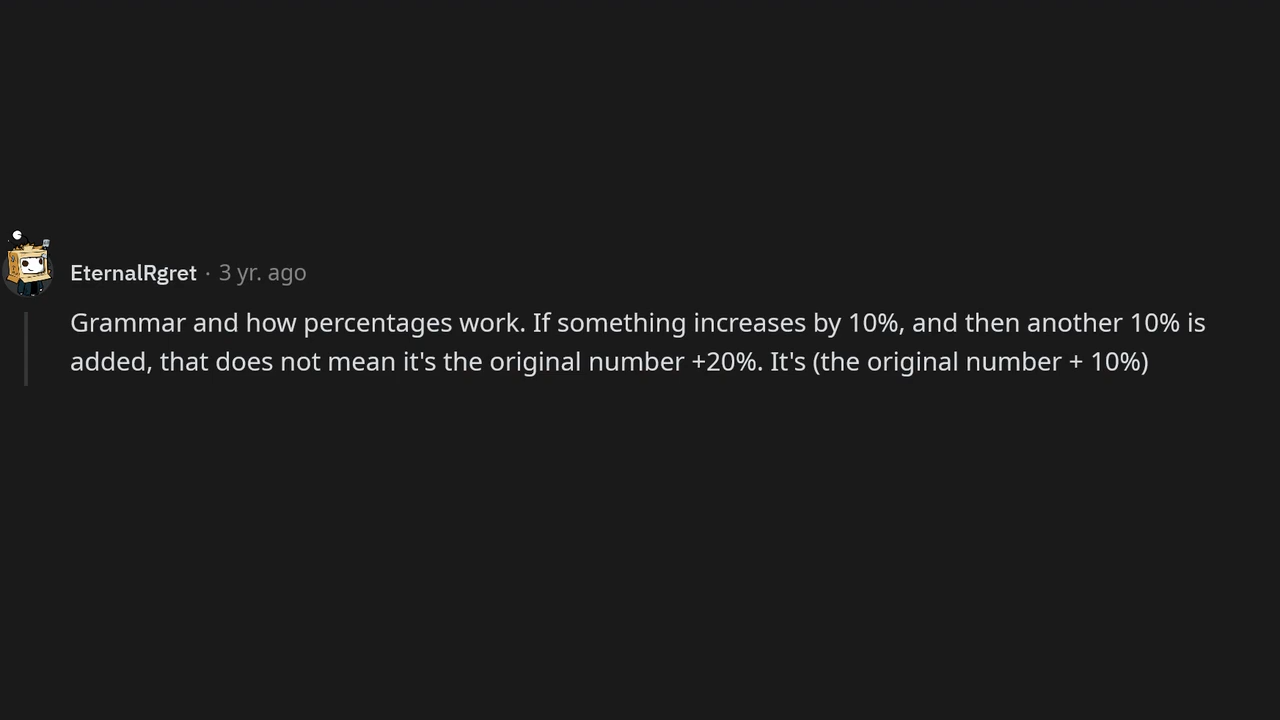 EternalRgret · 3 yr. ago
Grammar and how percentages work. If something increases by 10%, and then another 10% is
added, that does not mean it's the original number +20%. It's (the original number + 10%)